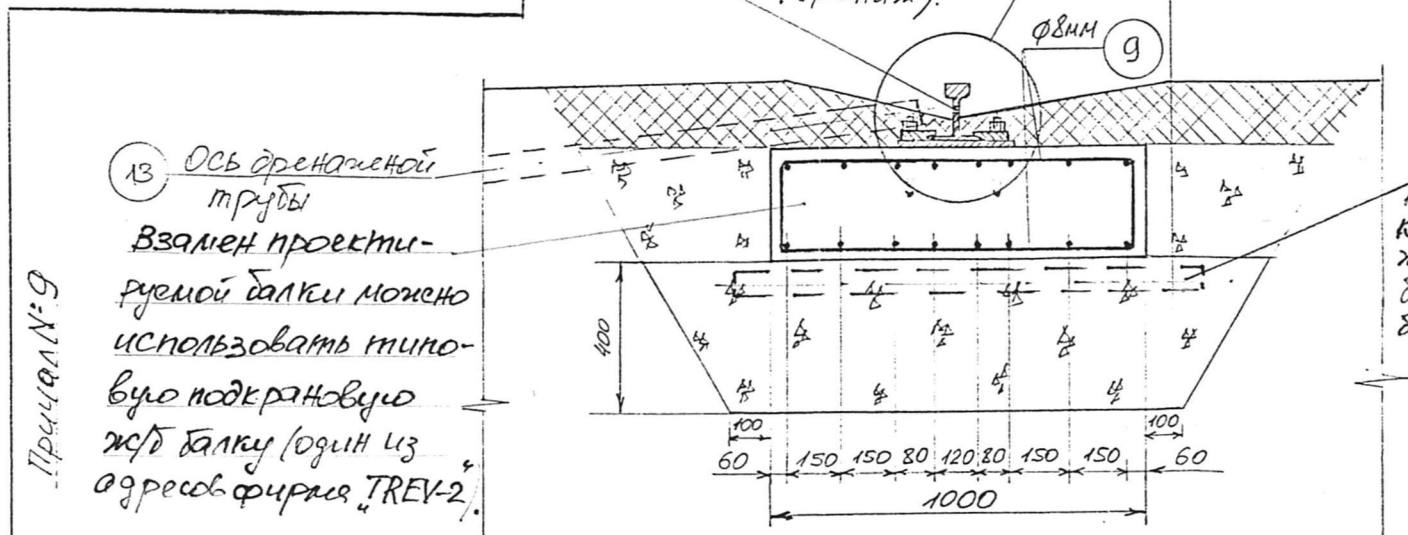 ф8мм 9
13 Ось дренажной
трубы
Взамен проекти-
руемой балки можно
использовать типо-
вую подкрановую
ж/б балку (один из
адресов фирма „TREV-2“).
Причал №:9
400
100 100
60 150 150 80 120 80 150 150 60
1000